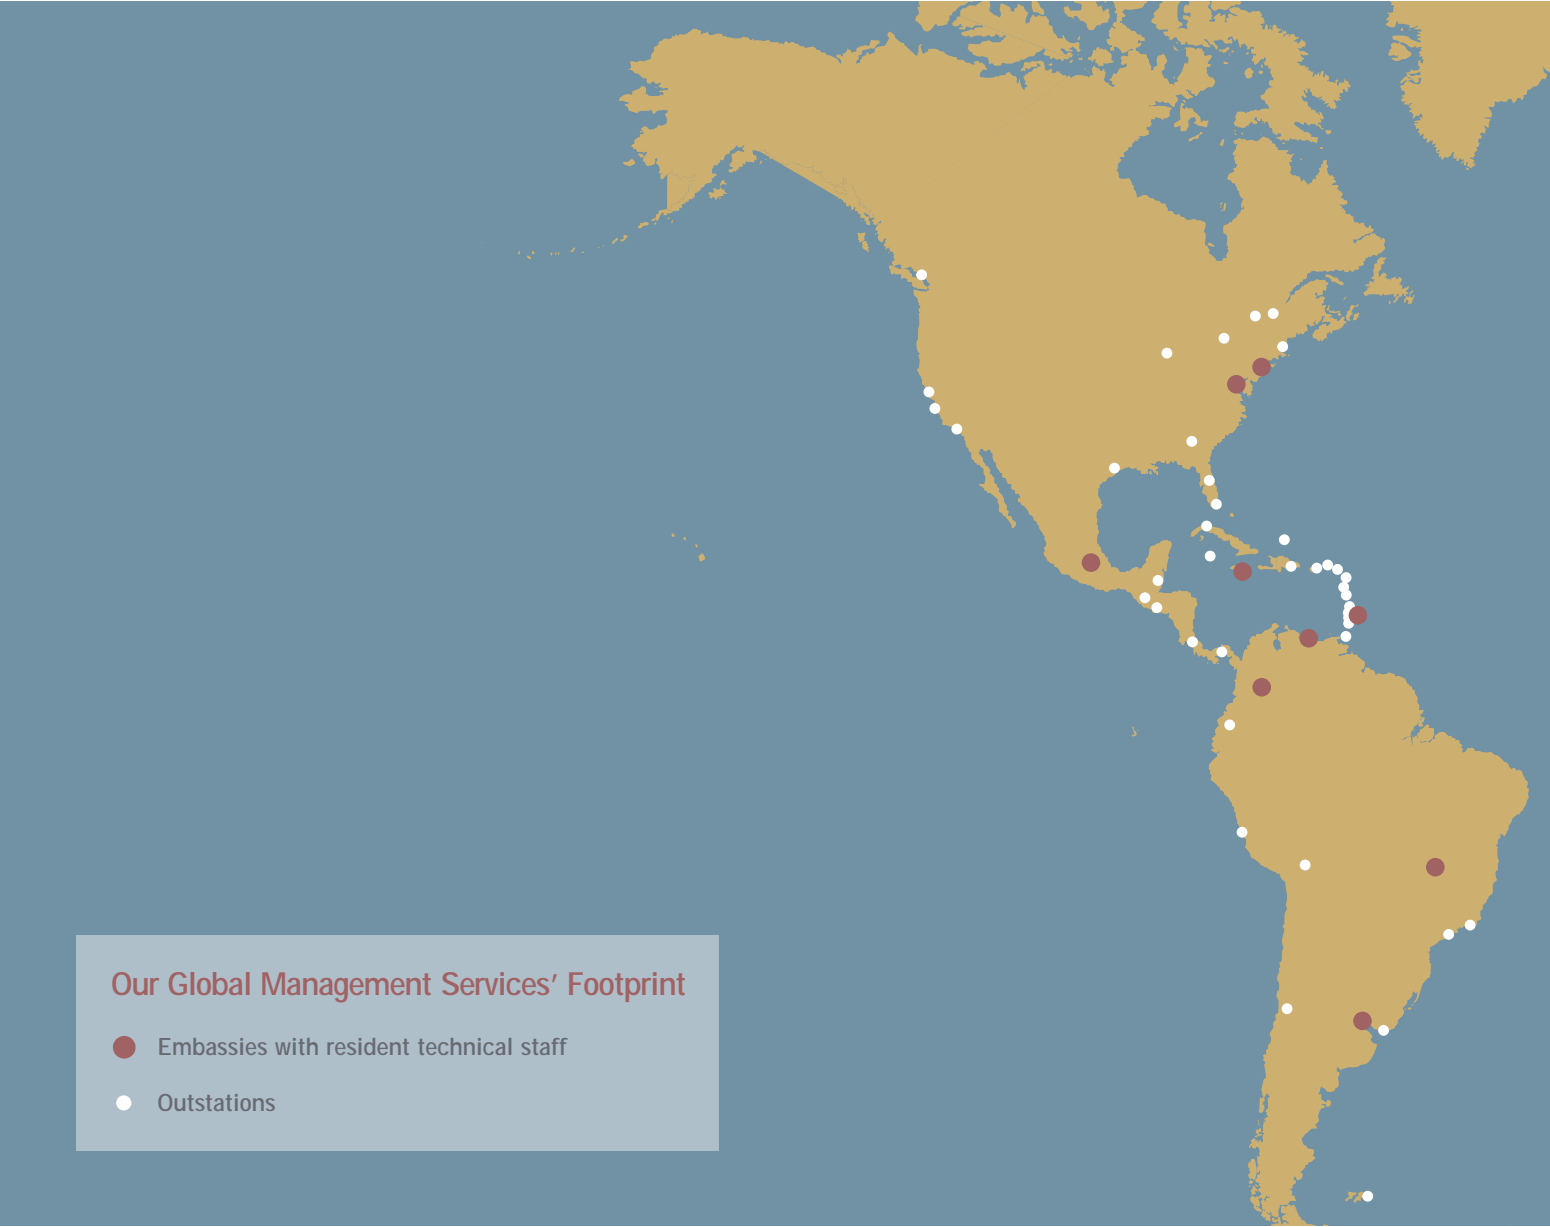 Our Global Management Services’ Footprint
Embassies with resident technical staff
Outstations